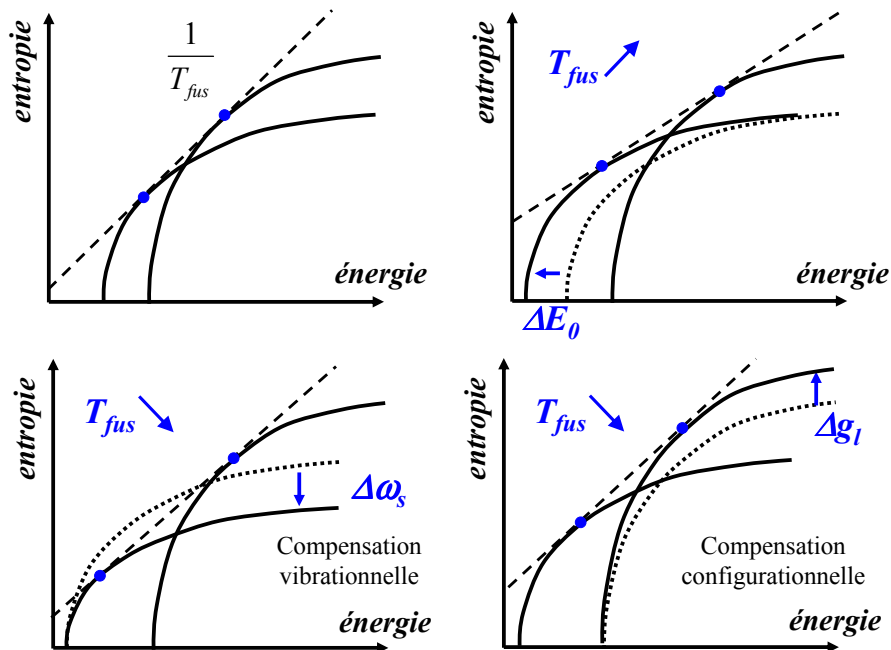 entropie
1
T_fus
énergie
entropie
T_fus
énergie
ΔE_0
entropie
T_fus
Δω_s
Compensation
vibrationnelle
énergie
entropie
T_fus
Δg_l
Compensation
configurationnelle
énergie